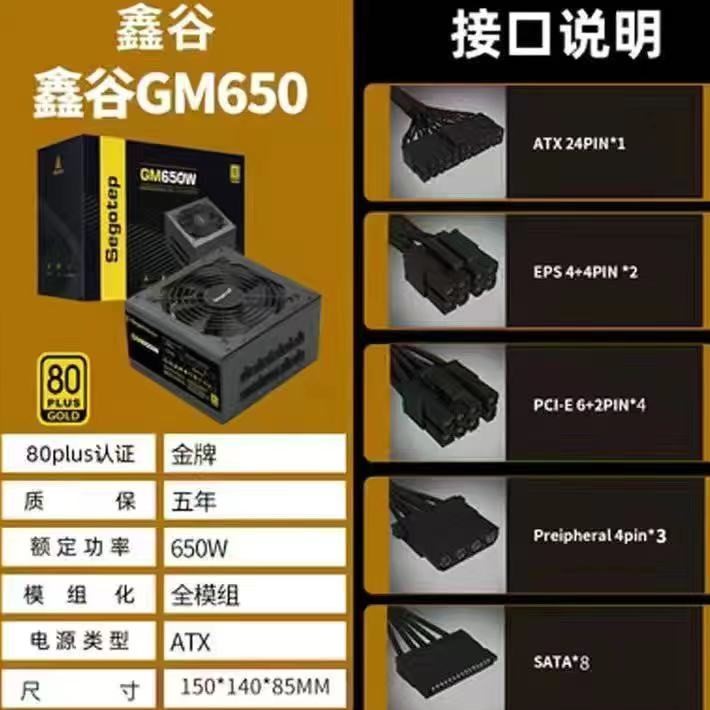 鑫谷
鑫谷GM650
GM650W
Segotep
80
PLUS
GOLD
80plus认证 金牌
质 保 五年
额定功率 650W
模 组 化 全模组
电源类型 ATX
尺 寸 150*140*85MM
接口说明
ATX 24PIN*1
EPS 4+4PIN *2
PCI-E 6+2PIN*4
Preipheral 4pin*3
SATA*8